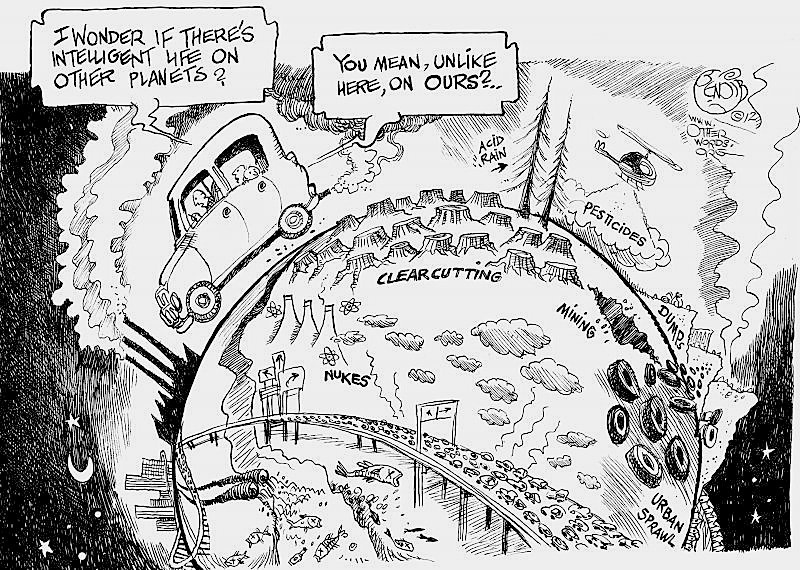 I WONDER IF THERE'S
INTELLIGENT LIFE ON
OTHER PLANETS?
YOU MEAN, UNLIKE
HERE, ON OURS?..
©12
WWW.
OTHER
WORDS.
ORG
ACID
RAIN
PESTICIDES
CLEARCUTTING
MINING
DUMPS
NUKES
URBAN
SPRAWL